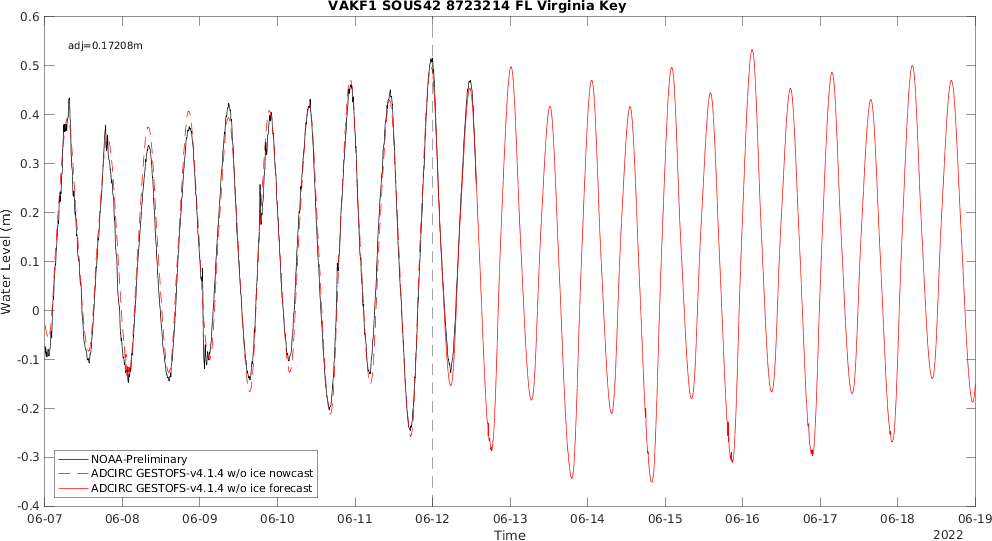 VAKF1 SOUS42 8723214 FL Virginia Key
adj=0.17208m
0.6
0.5
0.4
0.3
0.2
0.1
0
-0.1
-0.2
-0.3
-0.4
Water Level (m)
NOAA-Preliminary
ADCIRC GESTOFS-v4.1.4 w/o ice nowcast
ADCIRC GESTOFS-v4.1.4 w/o ice forecast
06-07 06-08 06-09 06-10 06-11 06-12 06-13 06-14 06-15 06-16 06-17 06-18 06-19
Time
2022